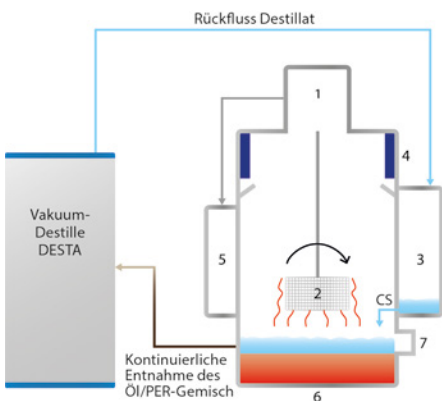 Rückfluss Destillat
1
4
Vakuum-
Destille
DESTA
5
2
3
CS
7
Kontinuierliche
Entnahme des
Öl/PER-Gemisch
6